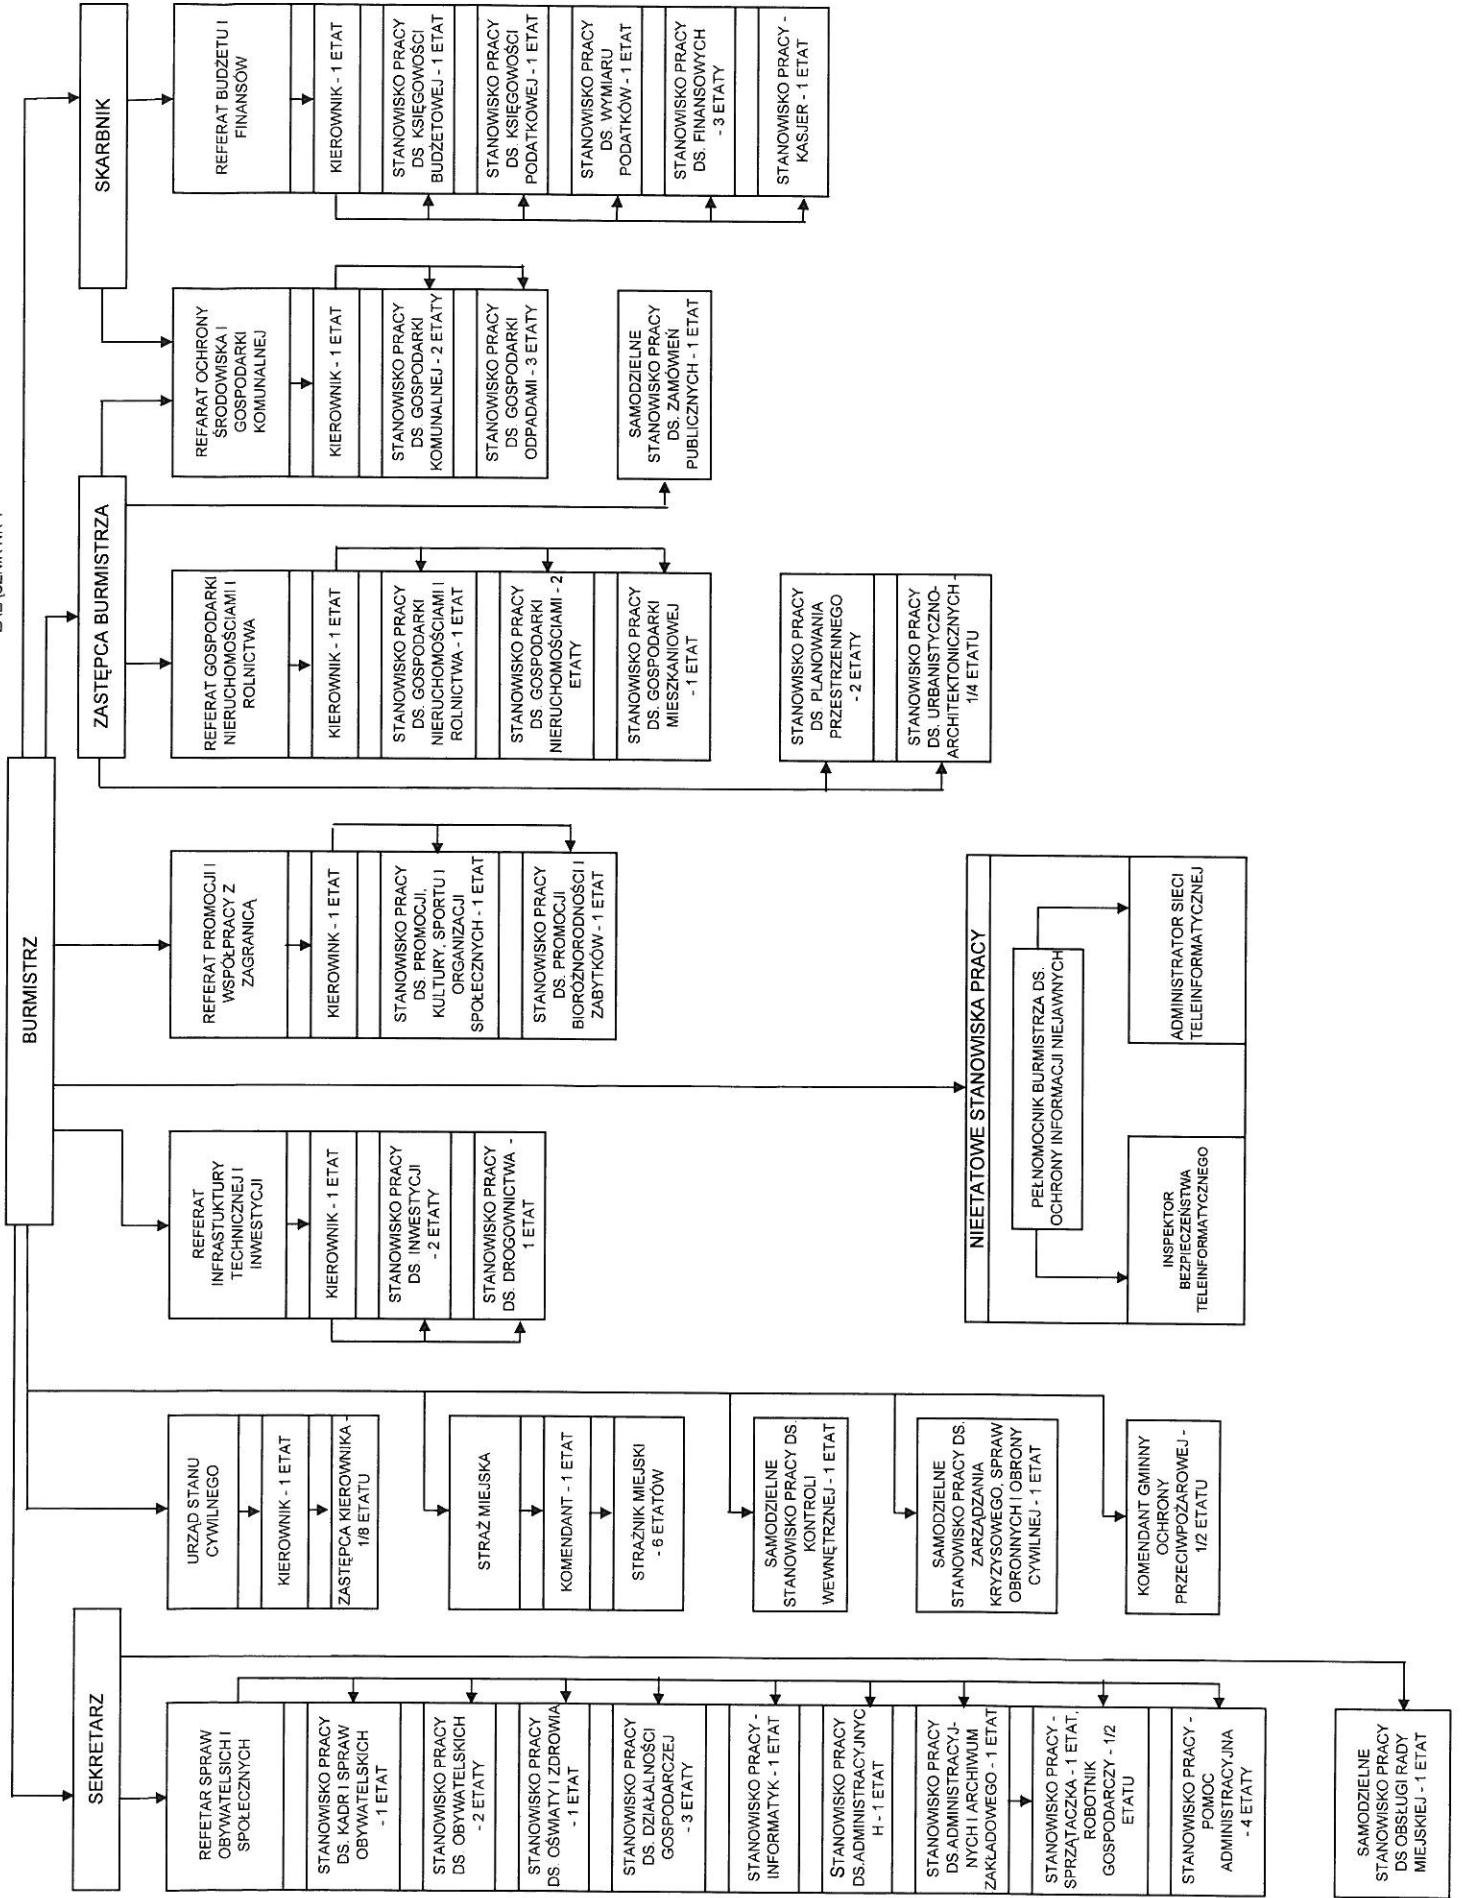 BURMISTRZ
SEKRETARZ
ZASTĘPCA BURMISTRZA
SKARBNIK
REFETAR SPRAW
OBYWATELSICH I
SPOŁECZNYCH
STANOWISKO PRACY
DS. KADR I SPRAW
OBYWATELSKICH
- 1 ETAT
STANOWISKO PRACY
DS OBYWATELSKICH
- 2 ETATY
STANOWISKO PRACY
DS. OŚWIATY I ZDROWIA
- 1 ETAT
STANOWISKO PRACY
DS. DZIAŁALNOŚCI
GOSPODARCZEJ
- 3 ETATY
STANOWISKO PRACY -
INFORMATYK - 1 ETAT
STANOWISKO PRACY
DS.ADMINISTRACYJNYC
H - 1 ETAT
STANOWISKO PRACY
DS.ADMINISTRACYJ-
NYCH I ARCHIWUM
ZAKŁADOWEGO - 1 ETAT
STANOWISKO PRACY -
SPRZĄTACZKA - 1 ETAT,
ROBOTNIK
GOSPODARCZY - 1/2
ETATU
STANOWISKO PRACY -
POMOC
ADMINISTRACYJNA
- 4 ETATY
SAMODZIELNE
STANOWISKO PRACY
DS OBSŁUGI RADY
MIEJSKIEJ - 1 ETAT
URZĄD STANU
CYWILNEGO
KIEROWNIK - 1 ETAT
ZASTĘPCA KIEROWNIKA -
1/8 ETATU
STRAŻ MIEJSKA
KOMENDANT - 1 ETAT
STRAŻNIK MIEJSKI
- 6 ETATÓW
SAMODZIELNE
STANOWISKO PRACY DS.
KONTROLI
WEWNĘTRZNEJ - 1 ETAT
SAMODZIELNE
STANOWISKO PRACY DS.
ZARZĄDZANIA
KRYZYSOWEGO, SPRAW
OBRONNYCH I OBRONY
CYWILNEJ - 1 ETAT
KOMENDANT GMINNY
OCHRONY
PRZECIWPOŻAROWEJ -
1/2 ETATU
REFERAT
INFRASTUKTURY
TECHNICZNEJ I
INWESTYCJI
KIEROWNIK - 1 ETAT
STANOWISKO PRACY
DS. INWESTYCJI
- 2 ETATY
STANOWISKO PRACY
DS. DROGOWNICTWA -
1 ETAT
REFERAT PROMOCJI I
WSPÓŁPRACY Z
ZAGRANICĄ
KIEROWINK - 1 ETAT
STANOWISKO PRACY
DS. PROMOCJI,
KULTURY, SPORTU I
ORGANIZACJI
SPOŁECZNYCH - 1 ETAT
STANOWISKO PRACY
DS. PROMOCJI
BIORÓŻNORODNOŚCI I
ZABYTKÓW - 1 ETAT
NIEETATOWE STANOWISKA PRACY
PEŁNOMOCNIK BURMISTRZA DS.
OCHRONY INFORMACJI NIEJAWNYCH
INSPEKTOR
BEZPIECZEŃSTWA
TELEINFORMATYCZNEGO
ADMINISTRATOR SIECI
TELEINFORMATYCZNEJ
REFERAT GOSPODARKI
NIERUCHOMOŚCIAMI I
ROLNICTWA
KIEROWNIK - 1 ETAT
STANOWISKO PRACY
DS. GOSPODARKI
NIERUCHOMOŚCIAMI I
ROLNICTWA - 1 ETAT
STANOWISKO PRACY
DS. GOSPODARKI
NIERUCHOMOŚCIAMI - 2
ETATY
STANOWISKO PRACY
DS. GOSPODARKI
MIESZKANIOWEJ
- 1 ETAT
STANOWISKO PRACY
DS PLANOWANIA
PRZESTRZENNEGO
- 2 ETATY
STANOWISKO PRACY
DS. URBANISTYCZNO-
ARCHITEKTONICZNYCH -
1/4 ETATU
REFARAT OCHRONY
ŚRODOWISKA I
GOSPODARKI
KOMUNALNEJ
KIEROWNIK - 1 ETAT
STANOWISKO PRACY
DS GOSPODARKI
KOMUNALNEJ - 2 ETATY
STANOWISKO PRACY
DS GOSPODARKI
ODPADAMI - 3 ETATY
SAMODZIELNE
STANOWISKO PRACY
DS. ZAMÓWIEŃ
PUBLICZNYCH - 1 ETAT
REFERAT BUDŻETU I
FINANSÓW
KIEROWNIK - 1 ETAT
STANOWISKO PRACY
DS KSIĘGOWOŚCI
BUDŻETOWEJ - 1 ETAT
STANOWISKO PRACY
DS. KSIĘGOWOŚCI
PODATKOWEJ - 1 ETAT
STANOWISKO PRACY
DS WYMIARU
PODATKÓW - 1 ETAT
STANOWISKO PRACY
DS. FINANSOWYCH
- 3 ETATY
STANOWISKO PRACY -
KASJER - 1 ETAT